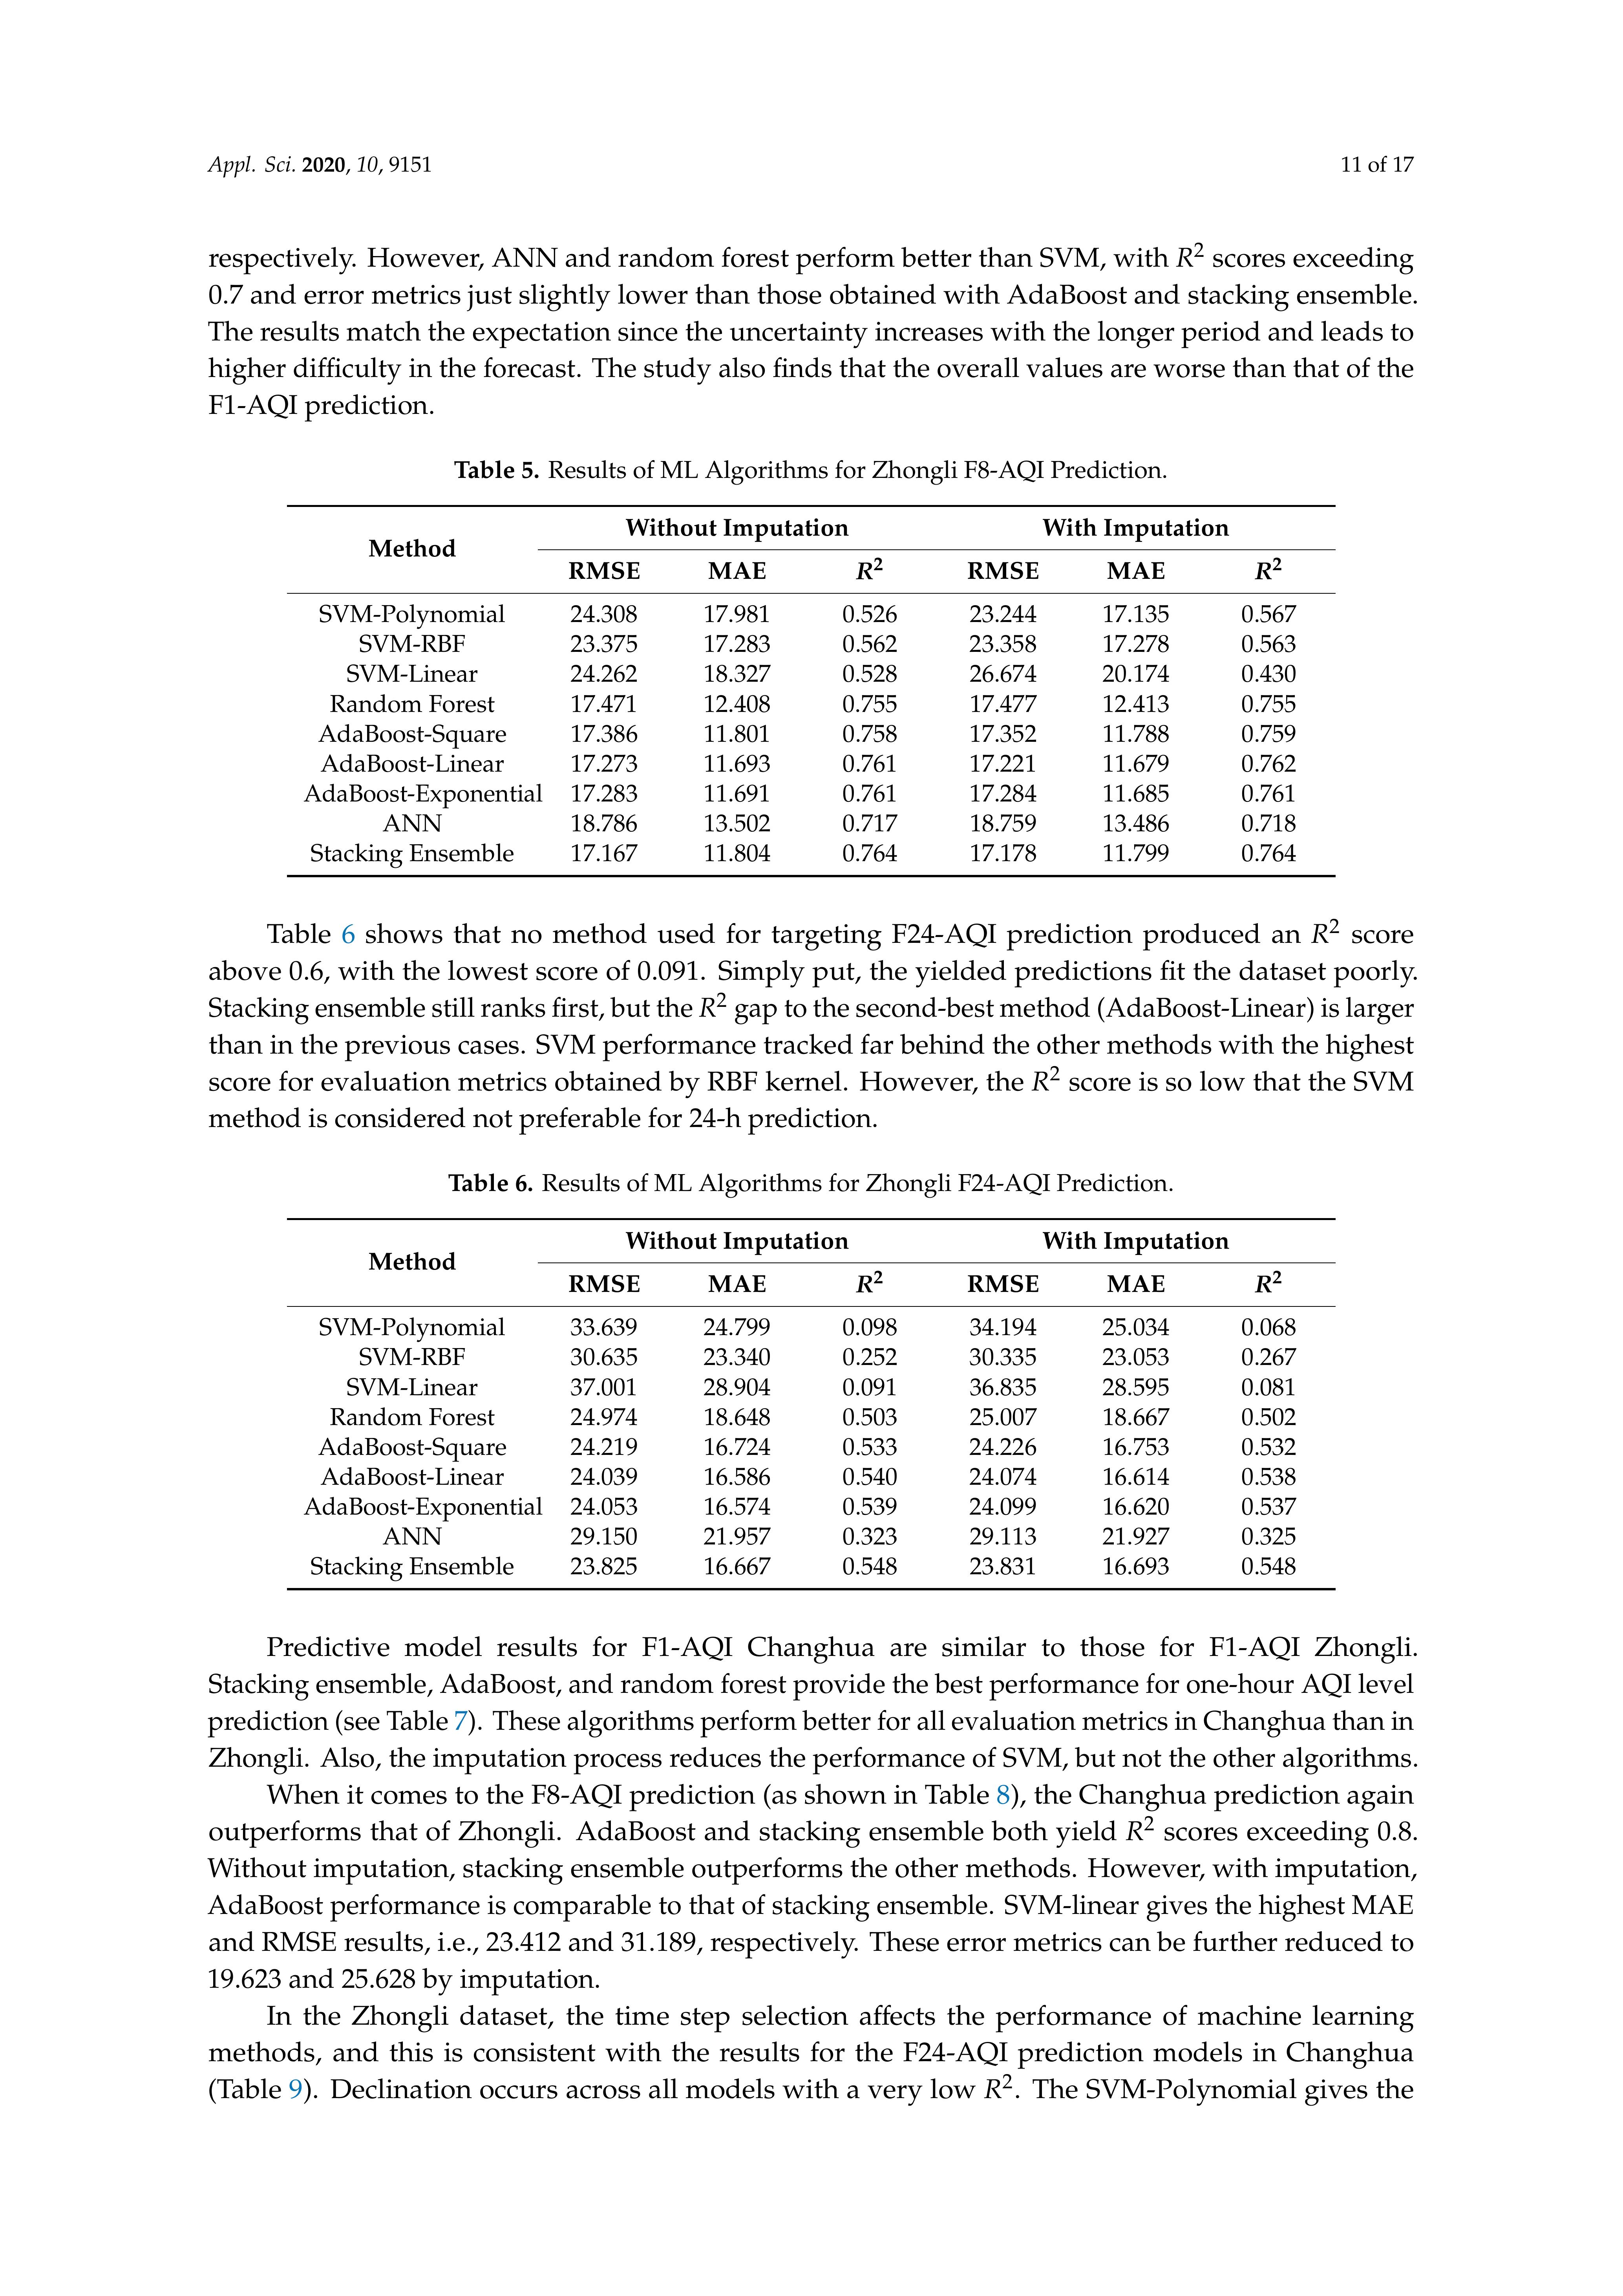 Appl. Sci. 2020, 10, 9151 11 of 17
respectively. However, ANN and random forest perform better than SVM, with R² scores exceeding
0.7 and error metrics just slightly lower than those obtained with AdaBoost and stacking ensemble.
The results match the expectation since the uncertainty increases with the longer period and leads to
higher difficulty in the forecast. The study also finds that the overall values are worse than that of the
F1-AQI prediction.
Table 5. Results of ML Algorithms for Zhongli F8-AQI Prediction.
Method Without Imputation With Imputation
RMSE MAE R² RMSE MAE R²
SVM-Polynomial 24.308 17.981 0.526 23.244 17.135 0.567
SVM-RBF 23.375 17.283 0.562 23.358 17.278 0.563
SVM-Linear 24.262 18.327 0.528 26.674 20.174 0.430
Random Forest 17.471 12.408 0.755 17.477 12.413 0.755
AdaBoost-Square 17.386 11.801 0.758 17.352 11.788 0.759
AdaBoost-Linear 17.273 11.693 0.761 17.221 11.679 0.762
AdaBoost-Exponential 17.283 11.691 0.761 17.284 11.685 0.761
ANN 18.786 13.502 0.717 18.759 13.486 0.718
Stacking Ensemble 17.167 11.804 0.764 17.178 11.799 0.764
Table 6 shows that no method used for targeting F24-AQI prediction produced an R² score
above 0.6, with the lowest score of 0.091. Simply put, the yielded predictions fit the dataset poorly.
Stacking ensemble still ranks first, but the R² gap to the second-best method (AdaBoost-Linear) is larger
than in the previous cases. SVM performance tracked far behind the other methods with the highest
score for evaluation metrics obtained by RBF kernel. However, the R² score is so low that the SVM
method is considered not preferable for 24-h prediction.
Table 6. Results of ML Algorithms for Zhongli F24-AQI Prediction.
Method Without Imputation With Imputation
RMSE MAE R² RMSE MAE R²
SVM-Polynomial 33.639 24.799 0.098 34.194 25.034 0.068
SVM-RBF 30.635 23.340 0.252 30.335 23.053 0.267
SVM-Linear 37.001 28.904 0.091 36.835 28.595 0.081
Random Forest 24.974 18.648 0.503 25.007 18.667 0.502
AdaBoost-Square 24.219 16.724 0.533 24.226 16.753 0.532
AdaBoost-Linear 24.039 16.586 0.540 24.074 16.614 0.538
AdaBoost-Exponential 24.053 16.574 0.539 24.099 16.620 0.537
ANN 29.150 21.957 0.323 29.113 21.927 0.325
Stacking Ensemble 23.825 16.667 0.548 23.831 16.693 0.548
Predictive model results for F1-AQI Changhua are similar to those for F1-AQI Zhongli.
Stacking ensemble, AdaBoost, and random forest provide the best performance for one-hour AQI level
prediction (see Table 7). These algorithms perform better for all evaluation metrics in Changhua than in
Zhongli. Also, the imputation process reduces the performance of SVM, but not the other algorithms.
When it comes to the F8-AQI prediction (as shown in Table 8), the Changhua prediction again
outperforms that of Zhongli. AdaBoost and stacking ensemble both yield R² scores exceeding 0.8.
Without imputation, stacking ensemble outperforms the other methods. However, with imputation,
AdaBoost performance is comparable to that of stacking ensemble. SVM-linear gives the highest MAE
and RMSE results, i.e., 23.412 and 31.189, respectively. These error metrics can be further reduced to
19.623 and 25.628 by imputation.
In the Zhongli dataset, the time step selection affects the performance of machine learning
methods, and this is consistent with the results for the F24-AQI prediction models in Changhua
(Table 9). Declination occurs across all models with a very low R². The SVM-Polynomial gives the